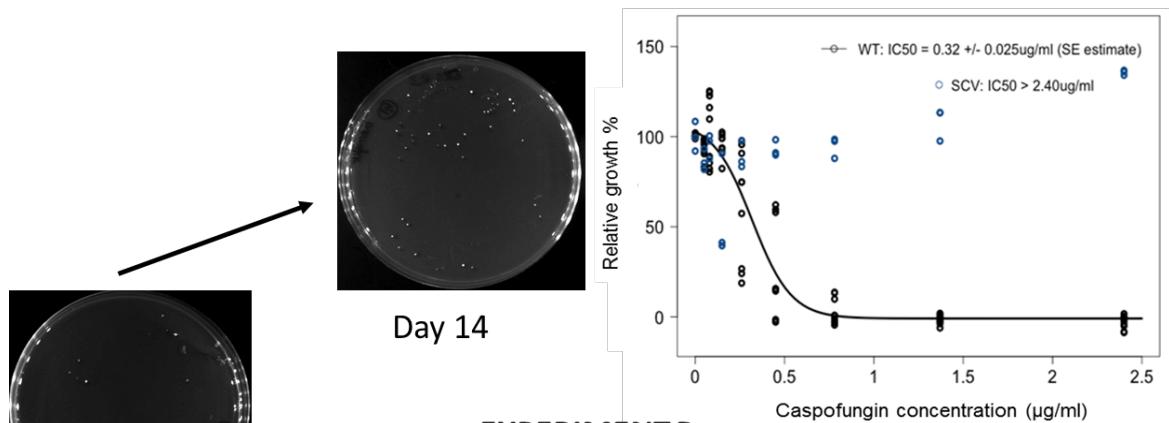 150
WT: IC50 = 0.32 +/- 0.025ug/ml (SE estimate)
SCV: IC50 > 2.40ug/ml
100
Relative growth %
50
0
0 0.5 1 1.5 2 2.5
Caspofungin concentration (µg/ml)
Day 14